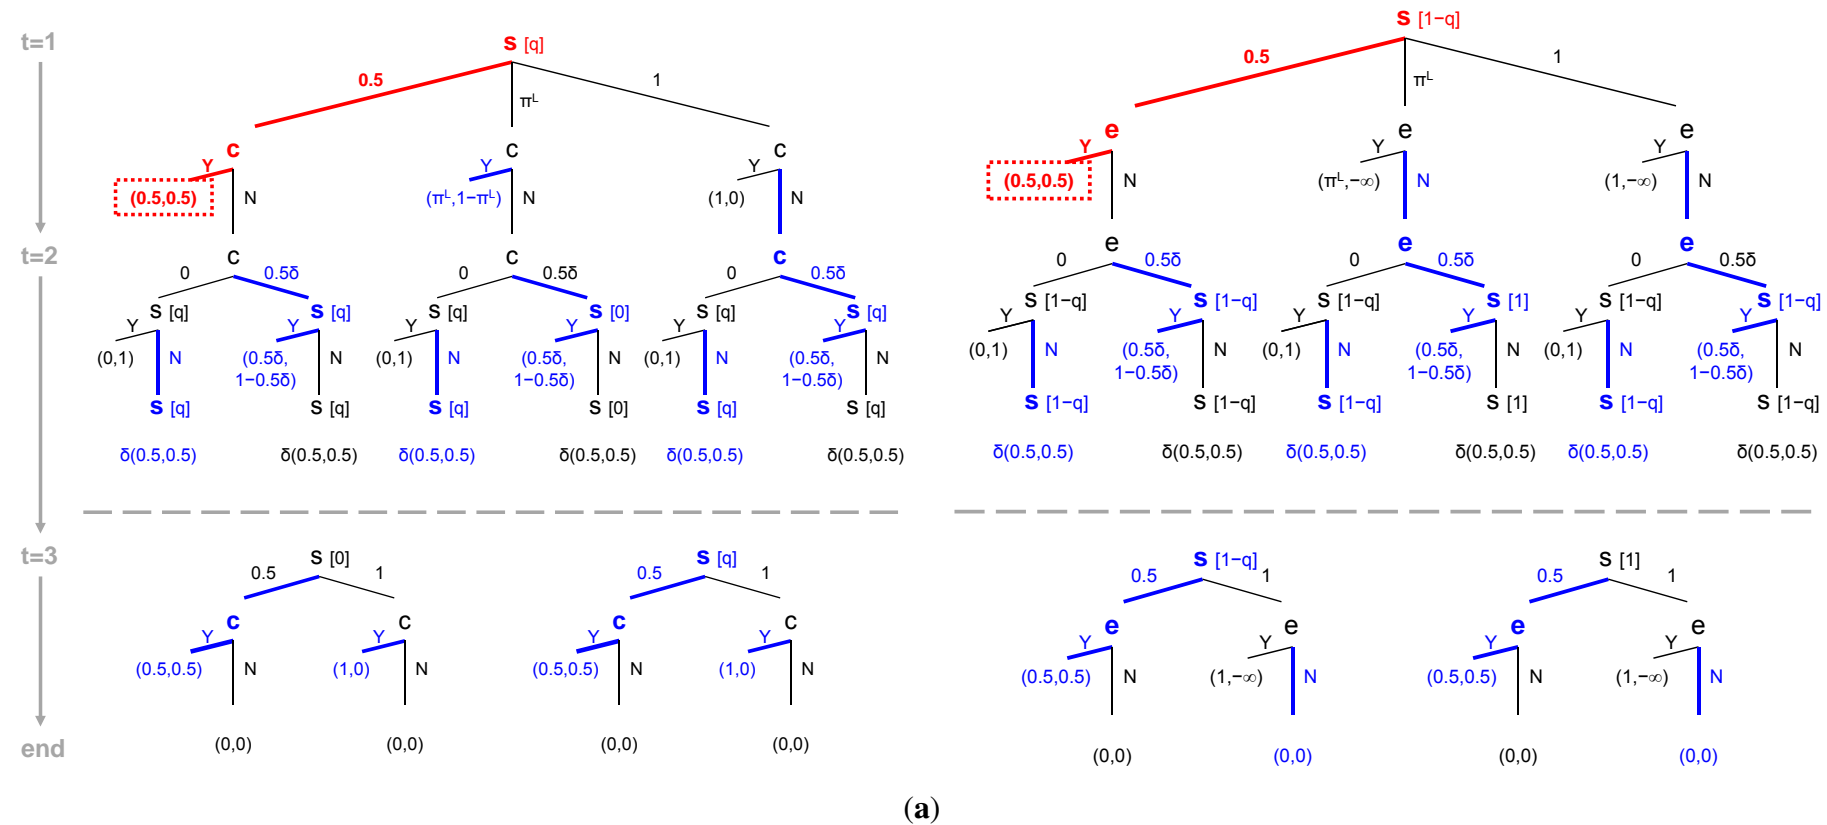 s [1−q]
t=1
s [q]
0.5 1
0.5 1
π^L
π^L
c c c
e e e
Y Y Y
Y Y Y
(0.5,0.5) N (π^L,1−π^L) N (1,0) N
(0.5,0.5) N (π^L,−∞) N (1,−∞) N
t=2
c c c
e e e
0 0.5δ 0 0.5δ 0 0.5δ
0 0.5δ 0 0.5δ 0 0.5δ
s [q] s [q] s [q] s [0] s [q] s [q]
s [1−q] s [1−q] s [1−q] s [1] s [1−q] s [1−q]
Y Y Y Y Y Y
Y Y Y Y Y Y
(0,1) N (0.5δ, N (0,1) N (0.5δ, N (0,1) N (0.5δ, N
1−0.5δ) 1−0.5δ) 1−0.5δ)
(0,1) N (0.5δ, N (0,1) N (0.5δ, N (0,1) N (0.5δ, N
1−0.5δ) 1−0.5δ) 1−0.5δ)
s [q] s [q] s [q] s [0] s [q] s [q]
s [1−q] s [1−q] s [1−q] s [1] s [1−q] s [1−q]
δ(0.5,0.5) δ(0.5,0.5) δ(0.5,0.5) δ(0.5,0.5) δ(0.5,0.5) δ(0.5,0.5)
δ(0.5,0.5) δ(0.5,0.5) δ(0.5,0.5) δ(0.5,0.5) δ(0.5,0.5) δ(0.5,0.5)
t=3
s [0] s [q] s [1−q] s [1]
0.5 1 0.5 1 0.5 1 0.5 1
c c c c e e e e
Y Y Y Y Y Y Y Y
(0.5,0.5) N (1,0) N (0.5,0.5) N (1,0) N (0.5,0.5) N (1,−∞) N (0.5,0.5) N (1,−∞) N
end
(0,0) (0,0) (0,0) (0,0) (0,0) (0,0) (0,0) (0,0)
(a)